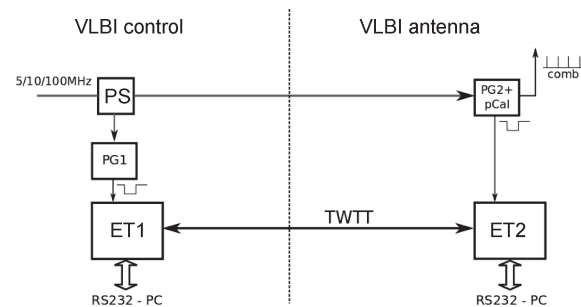 VLBI control
VLBI antenna
5/10/100MHz
PS
PG2+
pCal
comb
PG1
ET1
TWTT
ET2
RS232 - PC
RS232 - PC